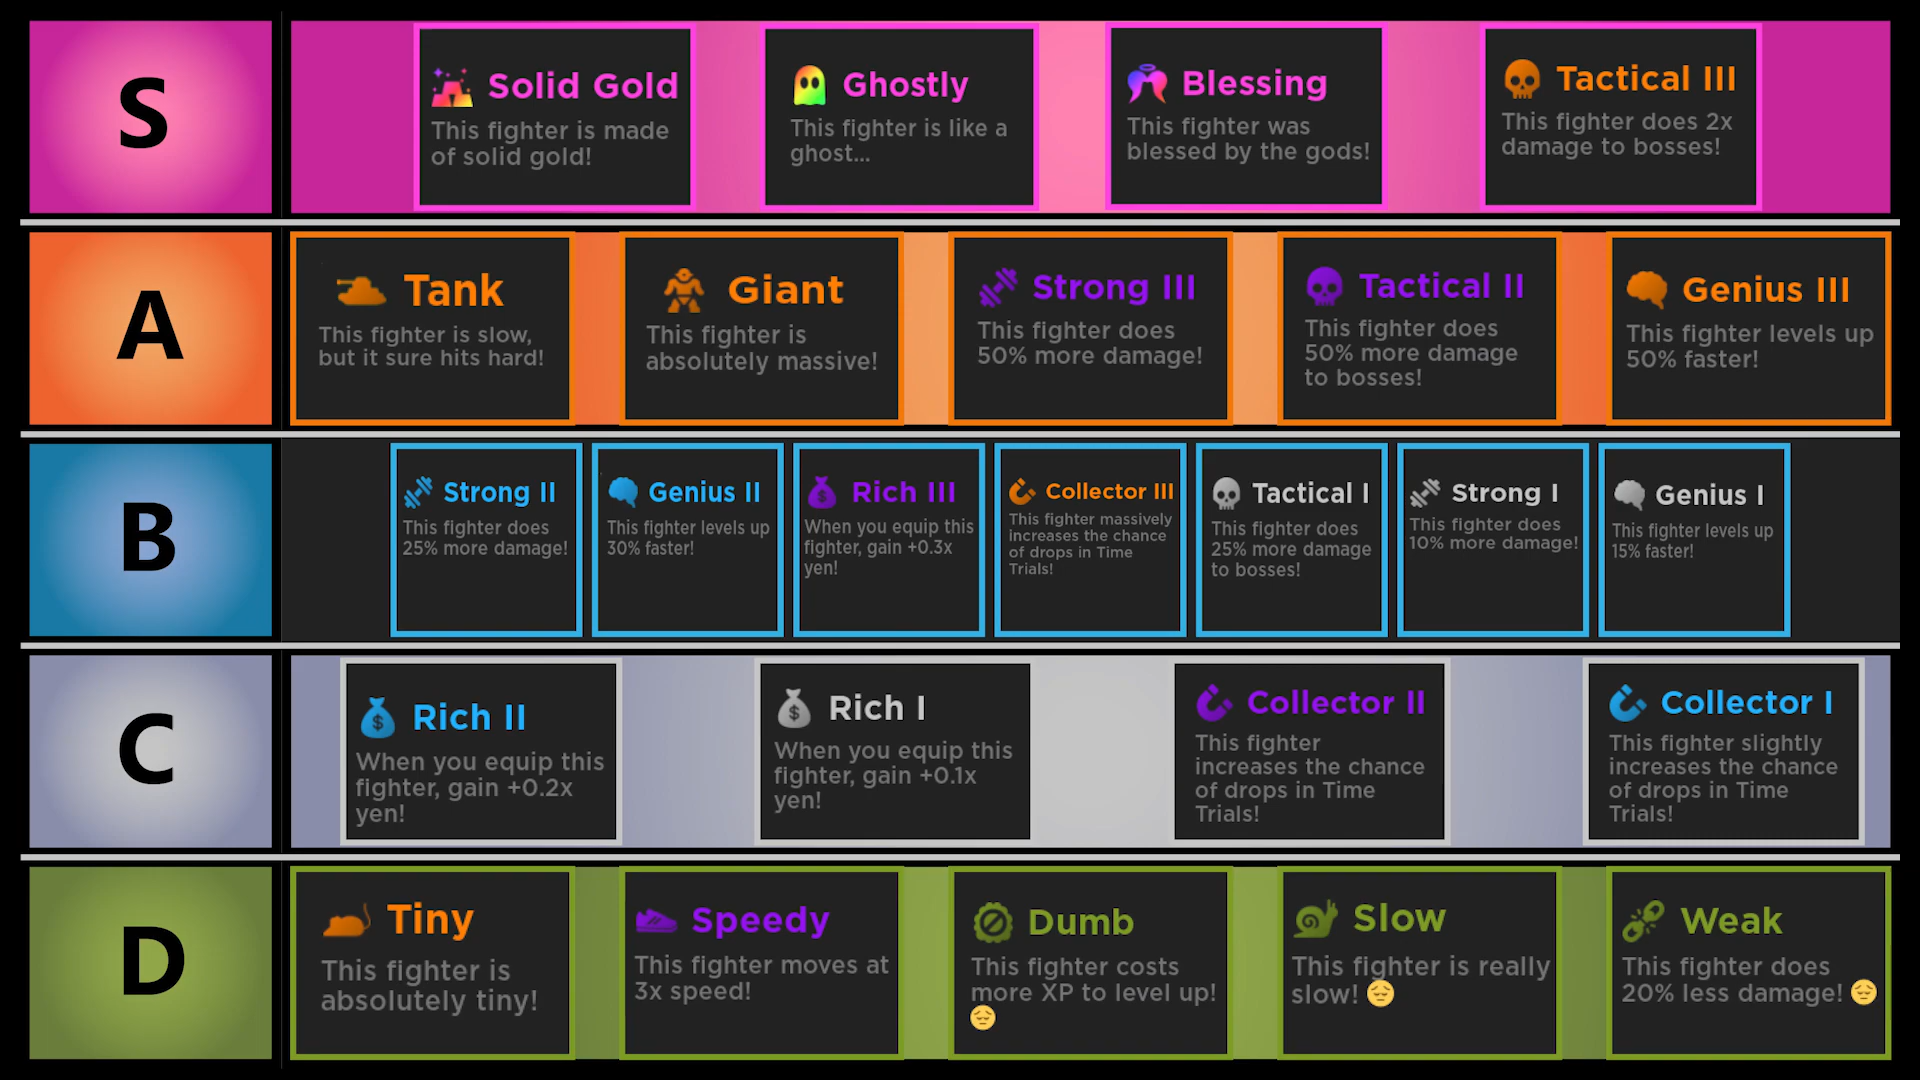 S
Solid Gold
This fighter is made
of solid gold!
Ghostly
This fighter is like a
ghost...
Blessing
This fighter was
blessed by the gods!
Tactical III
This fighter does 2x
damage to bosses!
A
Tank
This fighter is slow,
but it sure hits hard!
Giant
This fighter is
absolutely massive!
Strong III
This fighter does
50% more damage!
Tactical II
This fighter does
50% more damage
to bosses!
Genius III
This fighter levels up
50% faster!
B
Strong II
This fighter does
25% more damage!
Genius II
This fighter levels up
30% faster!
Rich III
When you equip this
fighter, gain +0.3x
yen!
Collector III
This fighter massively
increases the chance
of drops in Time
Trials!
Tactical I
This fighter does
25% more damage
to bosses!
Strong I
This fighter does
10% more damage!
Genius I
This fighter levels up
15% faster!
C
Rich II
When you equip this
fighter, gain +0.2x
yen!
Rich I
When you equip this
fighter, gain +0.1x
yen!
Collector II
This fighter
increases the chance
of drops in Time
Trials!
Collector I
This fighter slightly
increases the chance
of drops in Time
Trials!
D
Tiny
This fighter is
absolutely tiny!
Speedy
This fighter moves at
3x speed!
Dumb
This fighter costs
more XP to level up!
😔
Slow
This fighter is really
slow! 😔
Weak
This fighter does
20% less damage! 😔